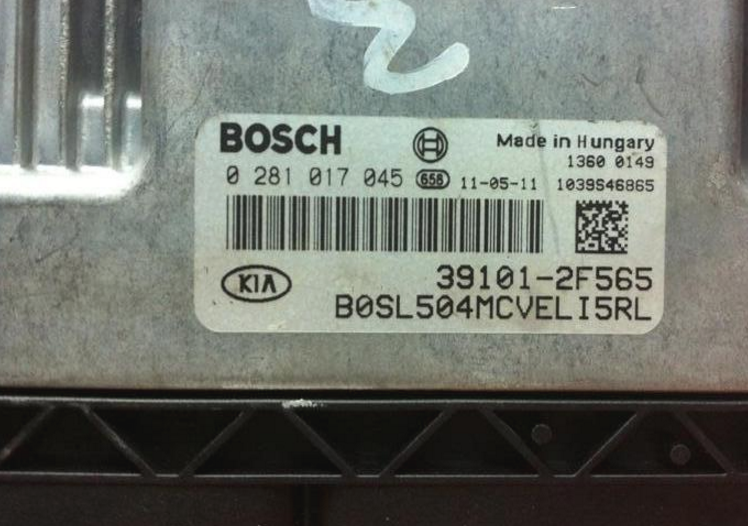 BOSCH
Made in Hungary
1360 0149
0 281 017 045 658 11-05-11 1039S46865
KIA
39101-2F565
B0SL504MCVELI5RL